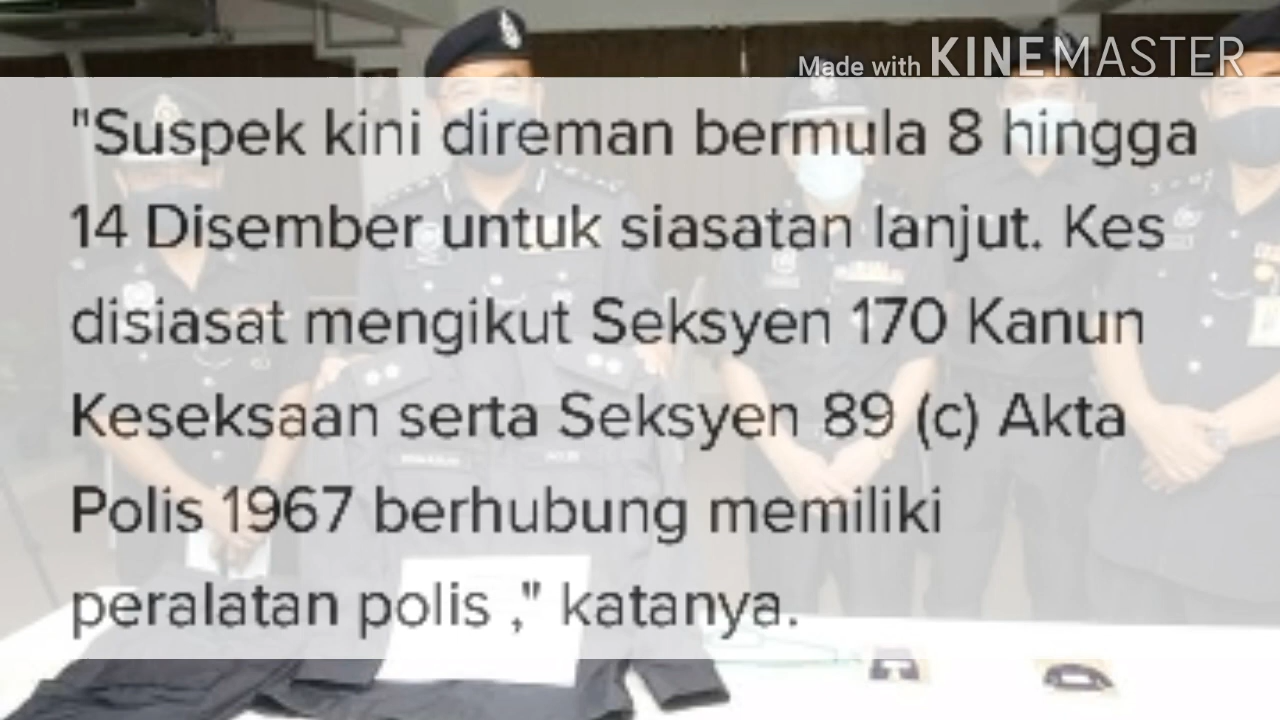 Made with KINEMASTER
"Suspek kini direman bermula 8 hingga
14 Disember untuk siasatan lanjut. Kes
disiasat mengikut Seksyen 170 Kanun
Keseksaan serta Seksyen 89 (c) Akta
Polis 1967 berhubung memiliki
peralatan polis ," katanya.